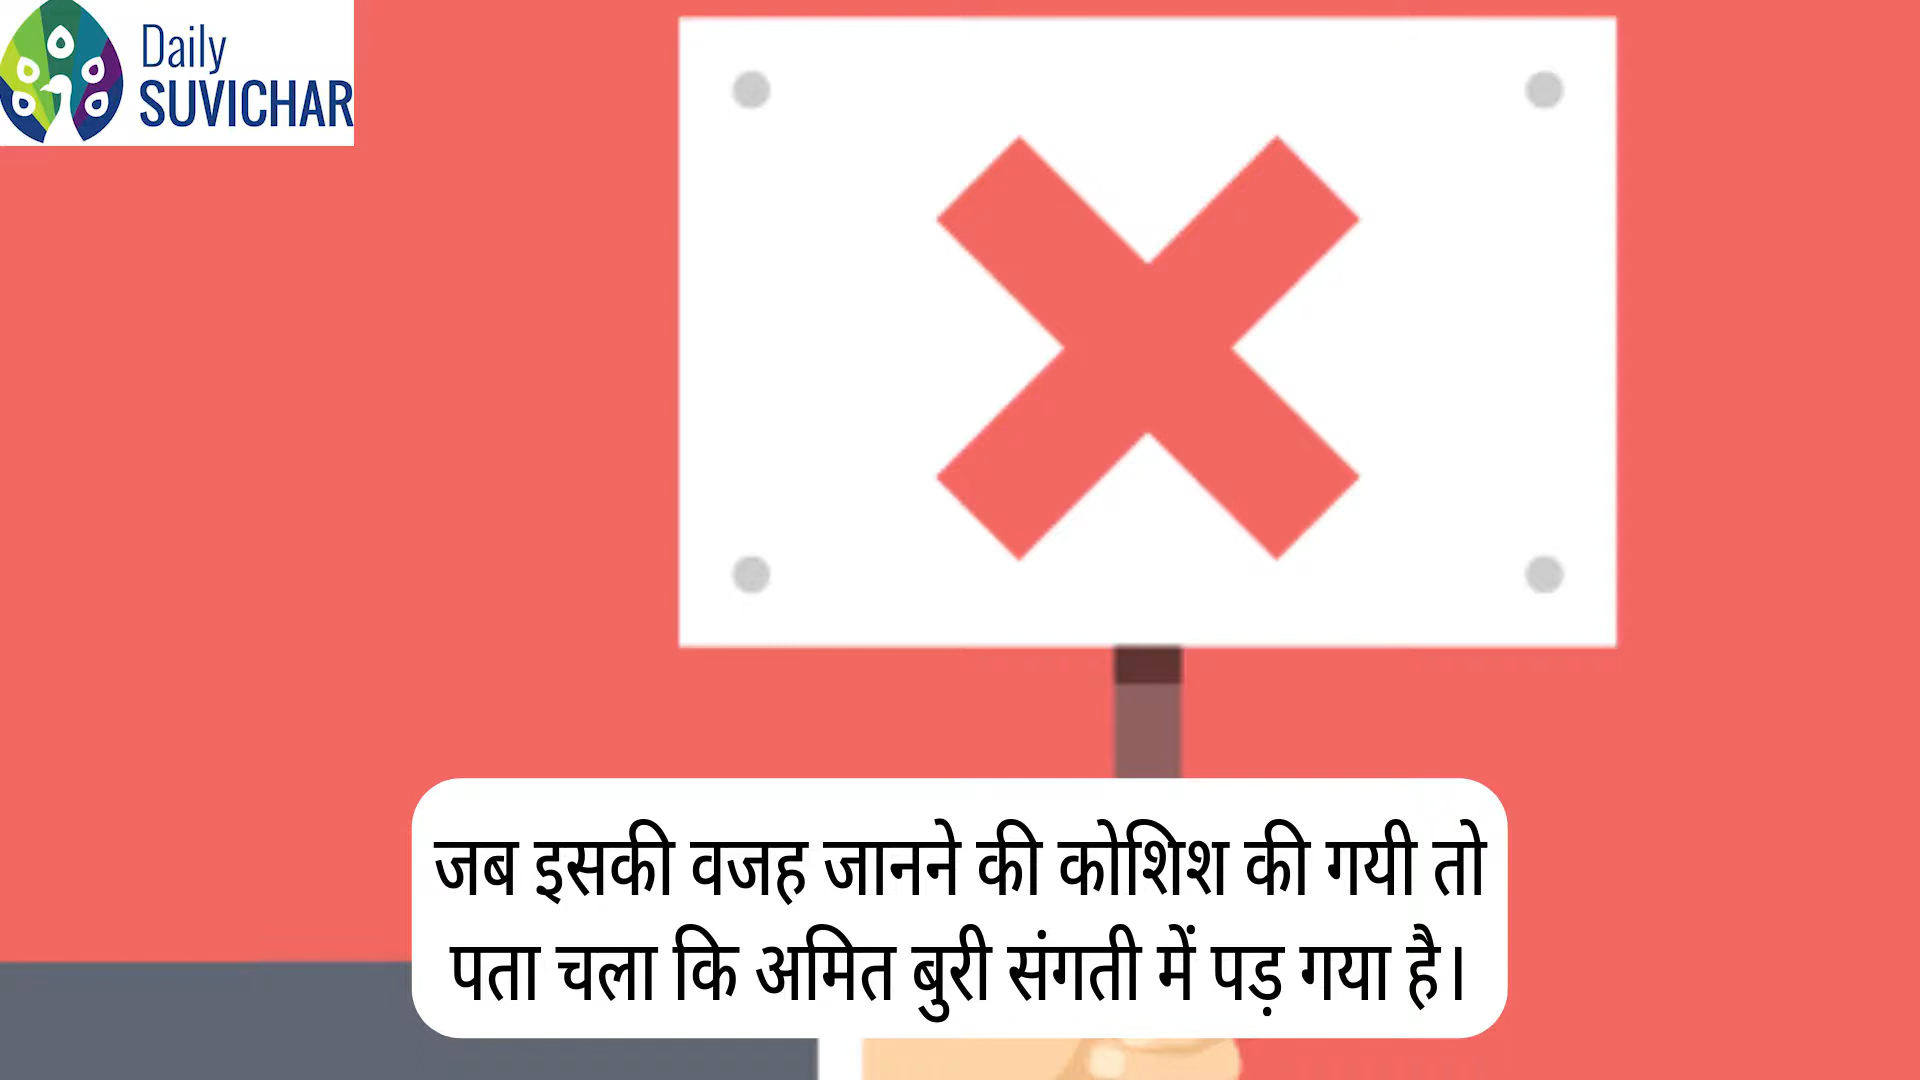 Daily
SUVICHAR
जब इसकी वजह जानने की कोशिश की गयी तो
पता चला कि अमित बुरी संगती में पड़ गया है।